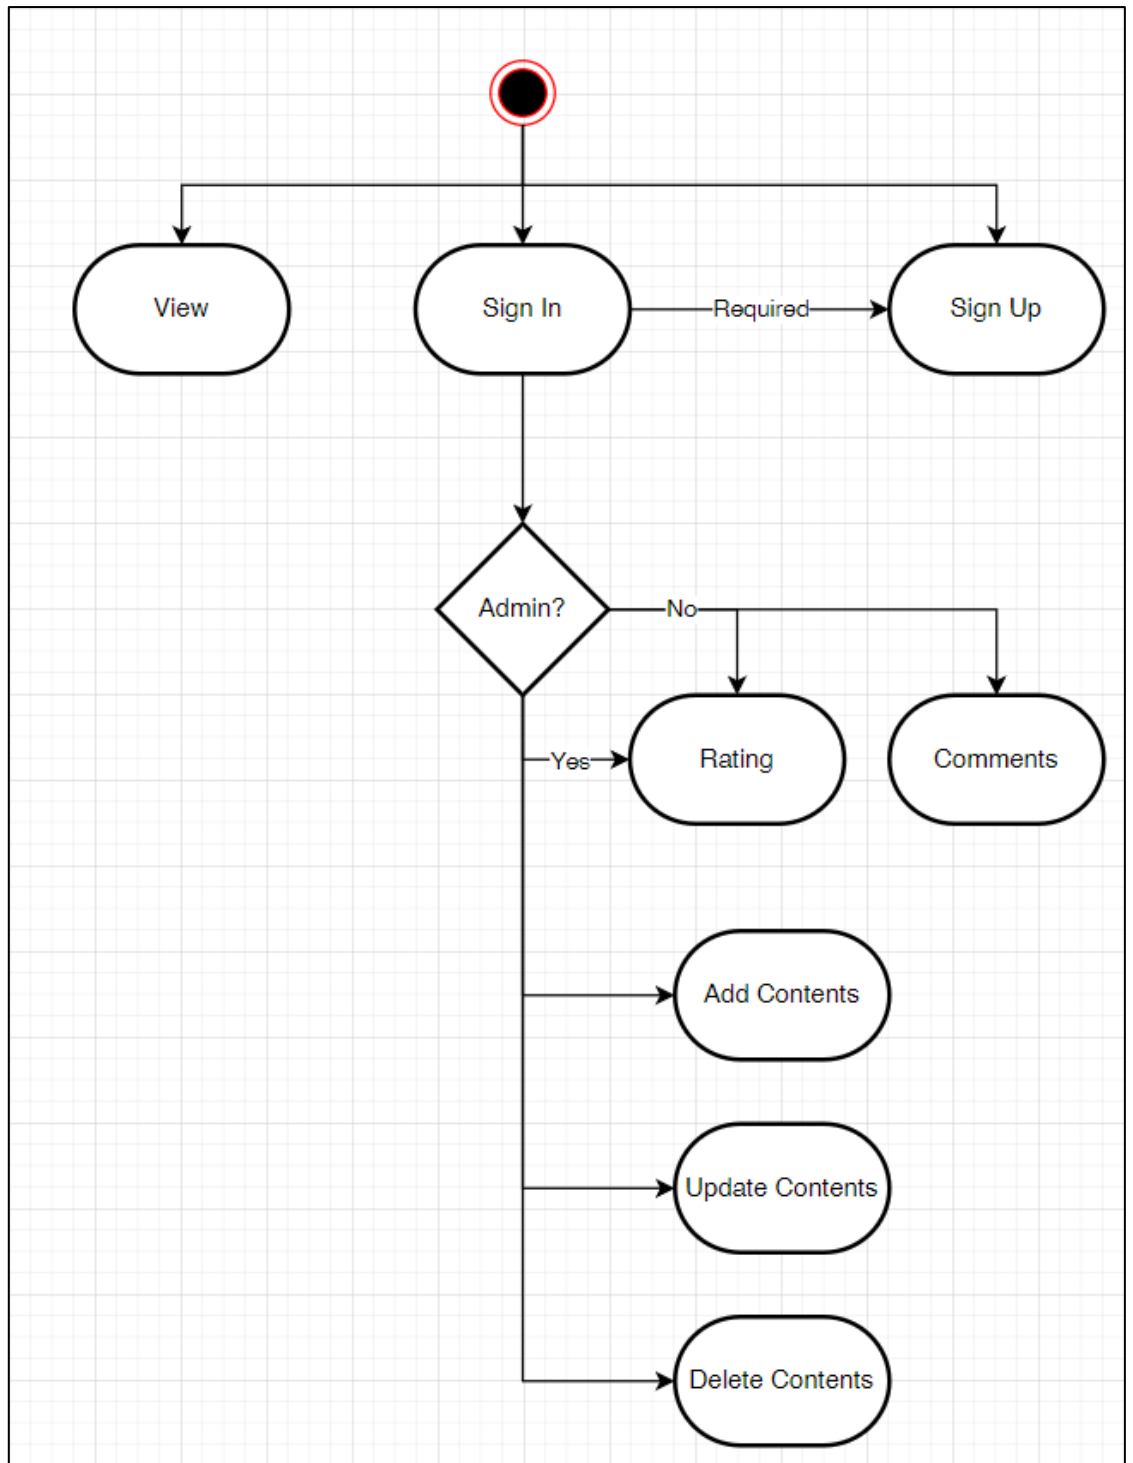 View
Sign In
Required
Sign Up
Admin?
No
Yes
Rating
Comments
Add Contents
Update Contents
Delete Contents